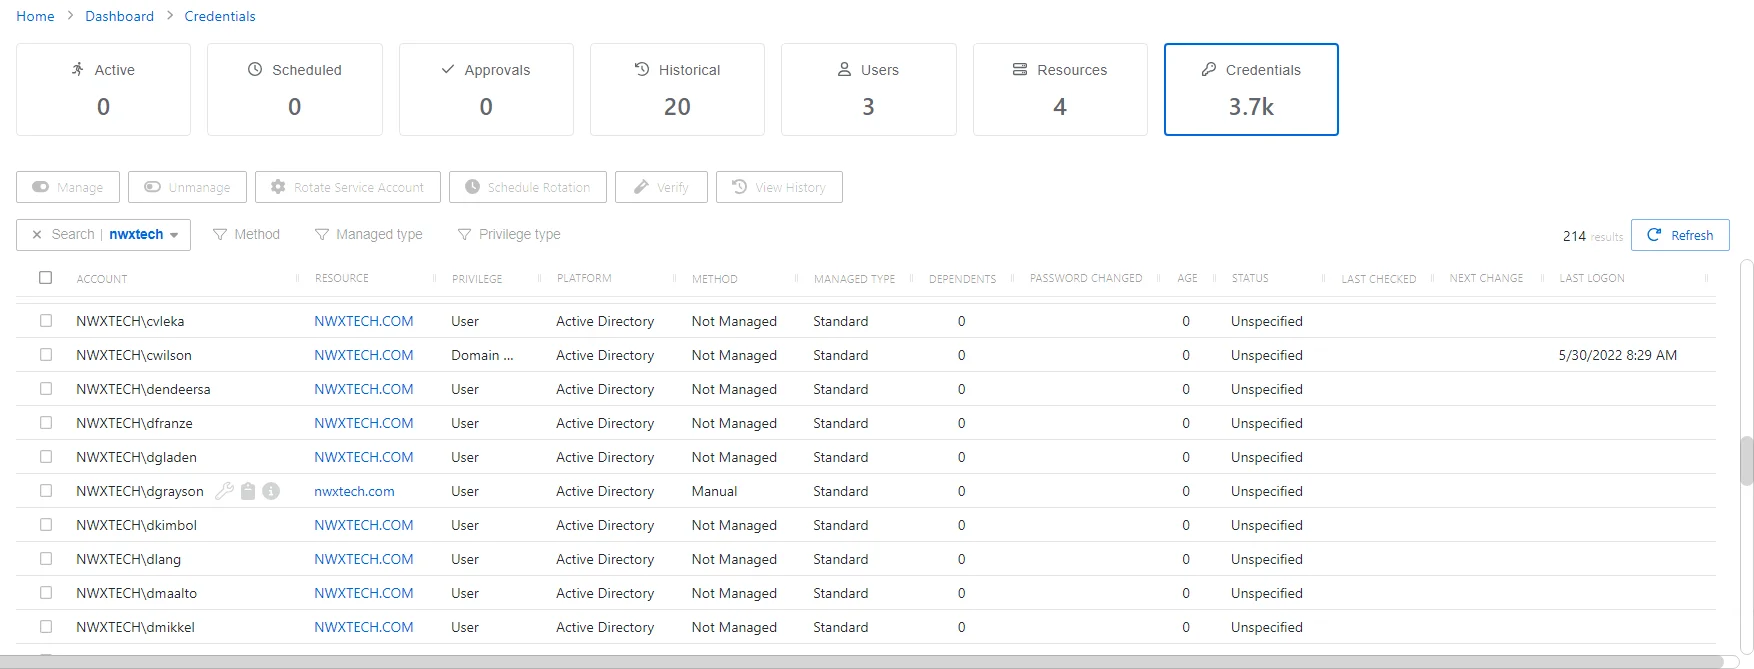 Home > Dashboard > Credentials
Active Scheduled Approvals Historical Users Resources Credentials
0 0 0 20 3 4 3.7k
Manage Unmanage Rotate Service Account Schedule Rotation Verify View History
Search | nwxtech Method Managed type Privilege type 214 results Refresh
ACCOUNT RESOURCE PRIVILEGE PLATFORM METHOD MANAGED TYPE DEPENDENTS PASSWORD CHANGED AGE STATUS LAST CHECKED NEXT CHANGE LAST LOGON
NWXTECH\cvleka NWXTECH.COM User Active Directory Not Managed Standard 0 0 Unspecified
NWXTECH\cwilson NWXTECH.COM Domain ... Active Directory Not Managed Standard 0 0 Unspecified 5/30/2022 8:29 AM
NWXTECH\dendeersa NWXTECH.COM User Active Directory Not Managed Standard 0 0 Unspecified
NWXTECH\dfranze NWXTECH.COM User Active Directory Not Managed Standard 0 0 Unspecified
NWXTECH\dgladen NWXTECH.COM User Active Directory Not Managed Standard 0 0 Unspecified
NWXTECH\dgrayson nwxtech.com User Active Directory Manual Standard 0 0 Unspecified
NWXTECH\dkimbol NWXTECH.COM User Active Directory Not Managed Standard 0 0 Unspecified
NWXTECH\dlang NWXTECH.COM User Active Directory Not Managed Standard 0 0 Unspecified
NWXTECH\dmaalto NWXTECH.COM User Active Directory Not Managed Standard 0 0 Unspecified
NWXTECH\dmikkel NWXTECH.COM User Active Directory Not Managed Standard 0 0 Unspecified